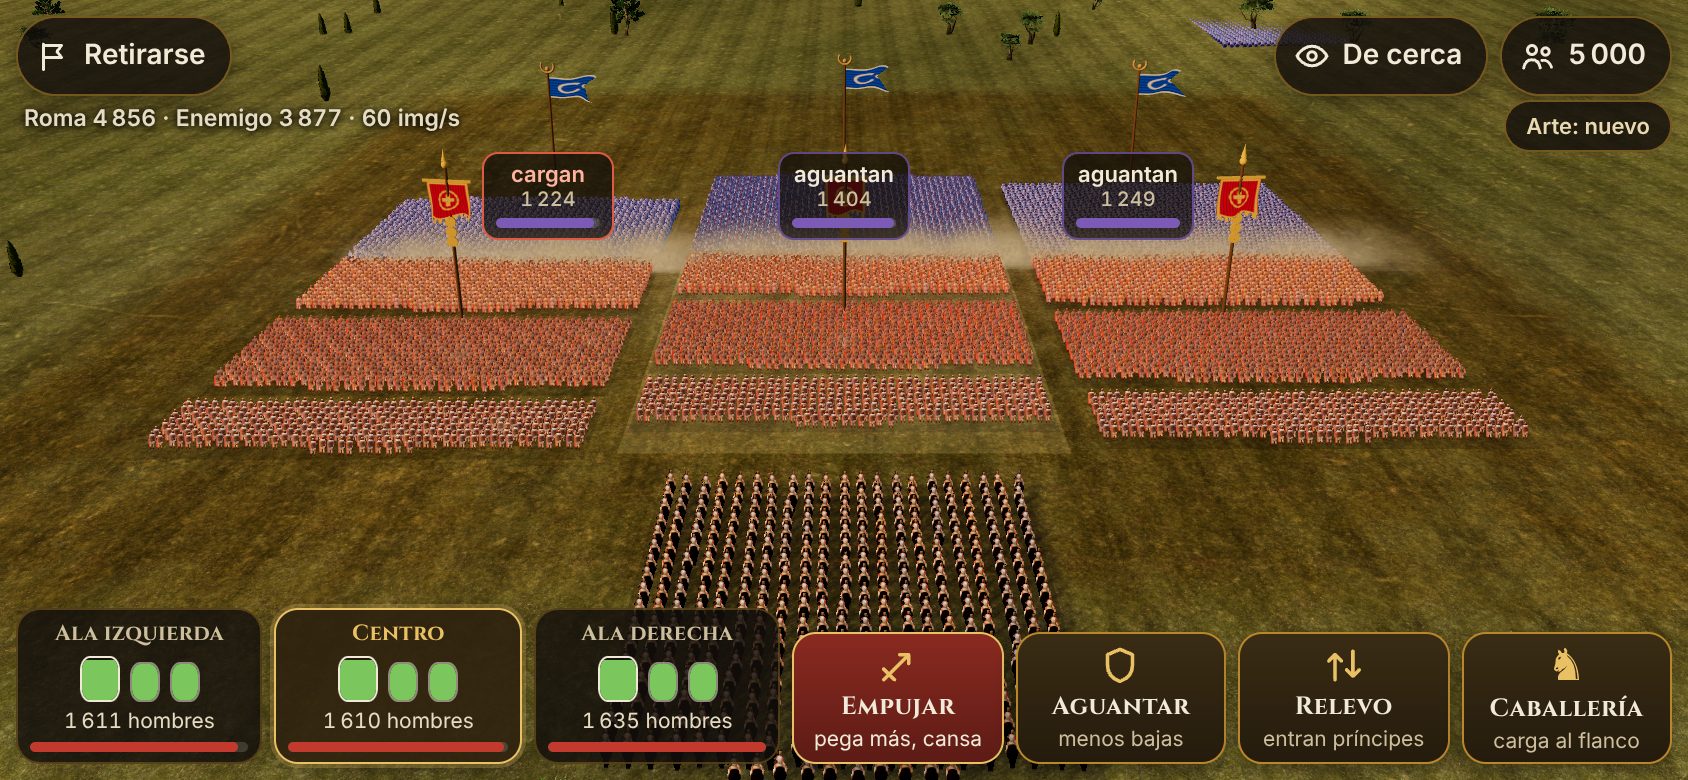 Retirarse
De cerca
5 000
Roma 4 856 · Enemigo 3 877 · 60 img/s
Arte: nuevo
cargan
1 224
aguantan
1 404
aguantan
1 249
ALA IZQUIERDA
1 611 hombres
CENTRO
1 610 hombres
ALA DERECHA
1 635 hombres
EMPUJAR
pega más, cansa
AGUANTAR
menos bajas
RELEVO
entran príncipes
CABALLERÍA
carga al flanco